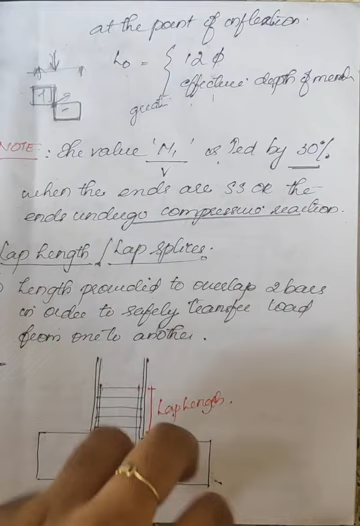 at the point of inflection.
Lo = { 12 ϕ
effective depth of member
greater
NOTE : The value 'M1/V' is ↑ed by 30%
when the ends are SS or the
ends undergo compressive reaction.
Lap Length / Lap splices:
Length provided to overlap 2 bars
in order to safely transfer load
from one to another.
Lap Length.